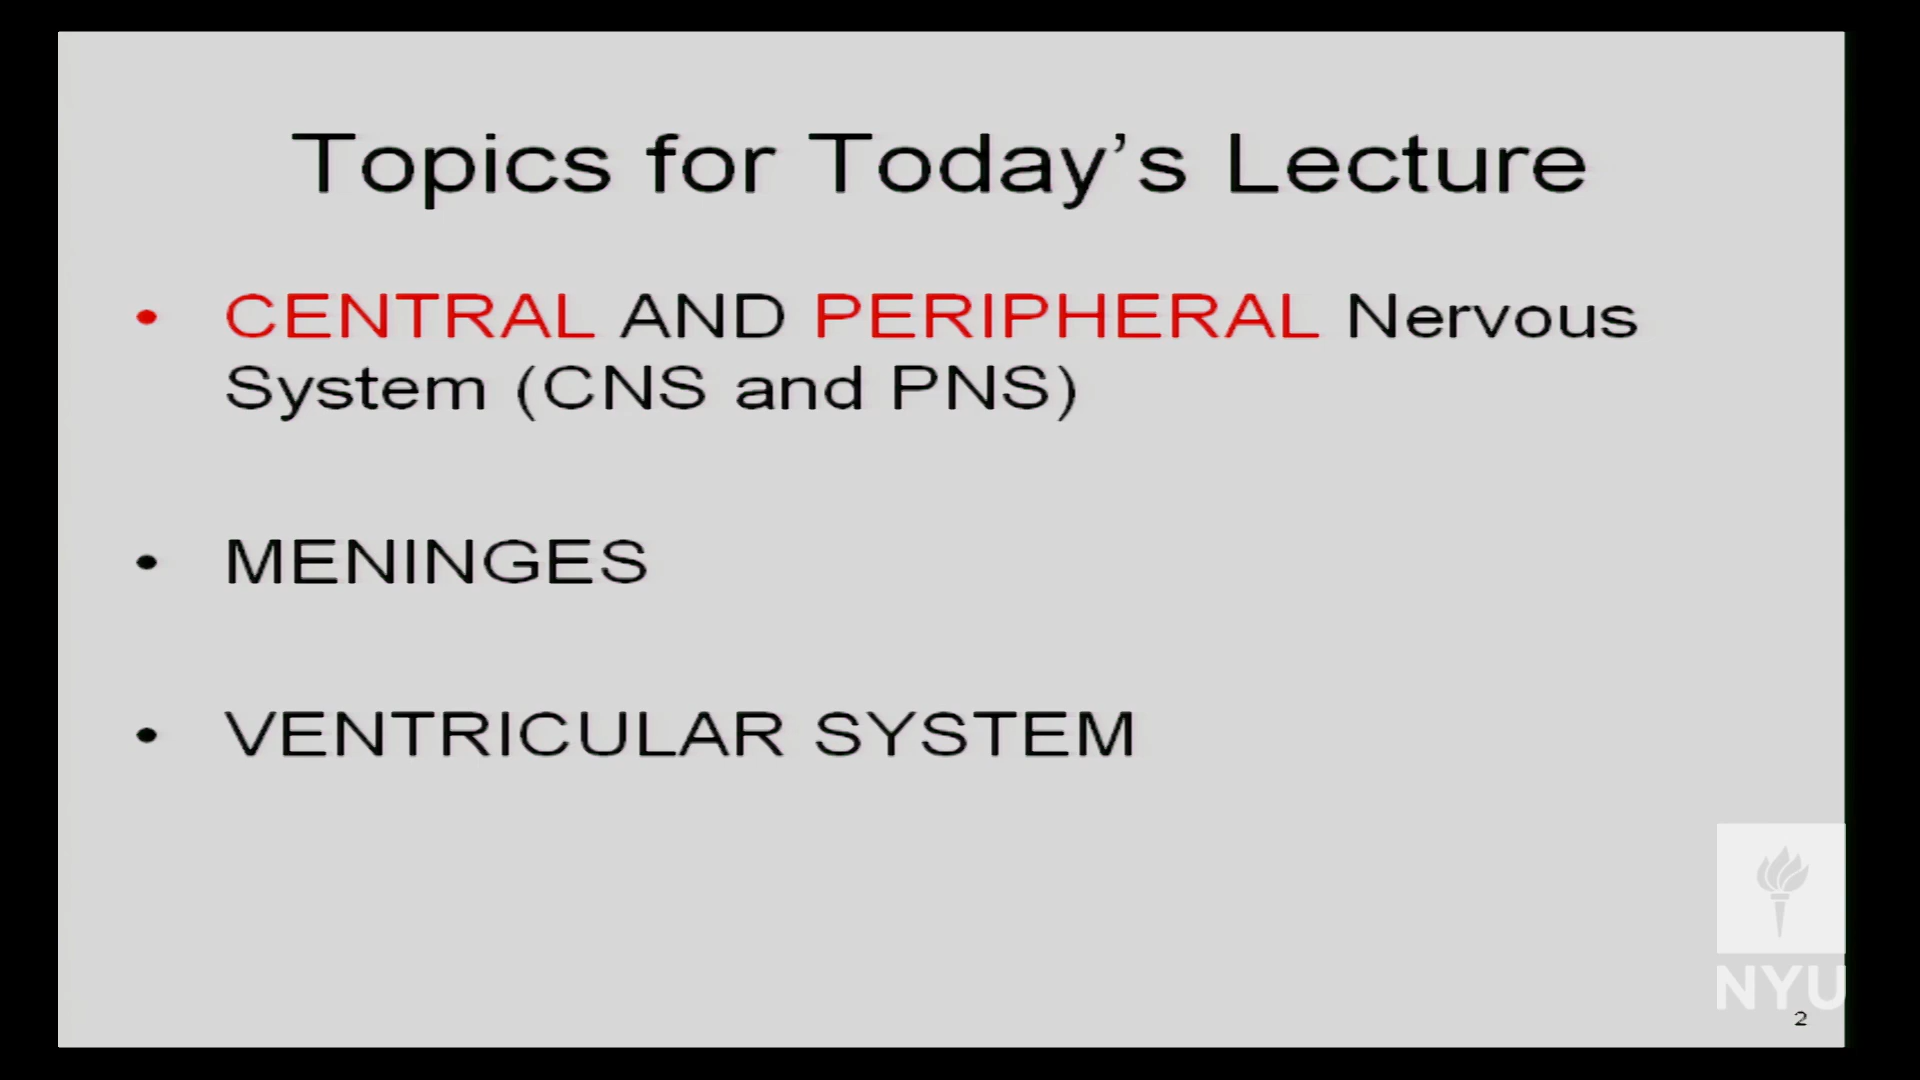 Topics for Today’s Lecture
• CENTRAL AND PERIPHERAL Nervous
System (CNS and PNS)
• MENINGES
• VENTRICULAR SYSTEM
NYU
2